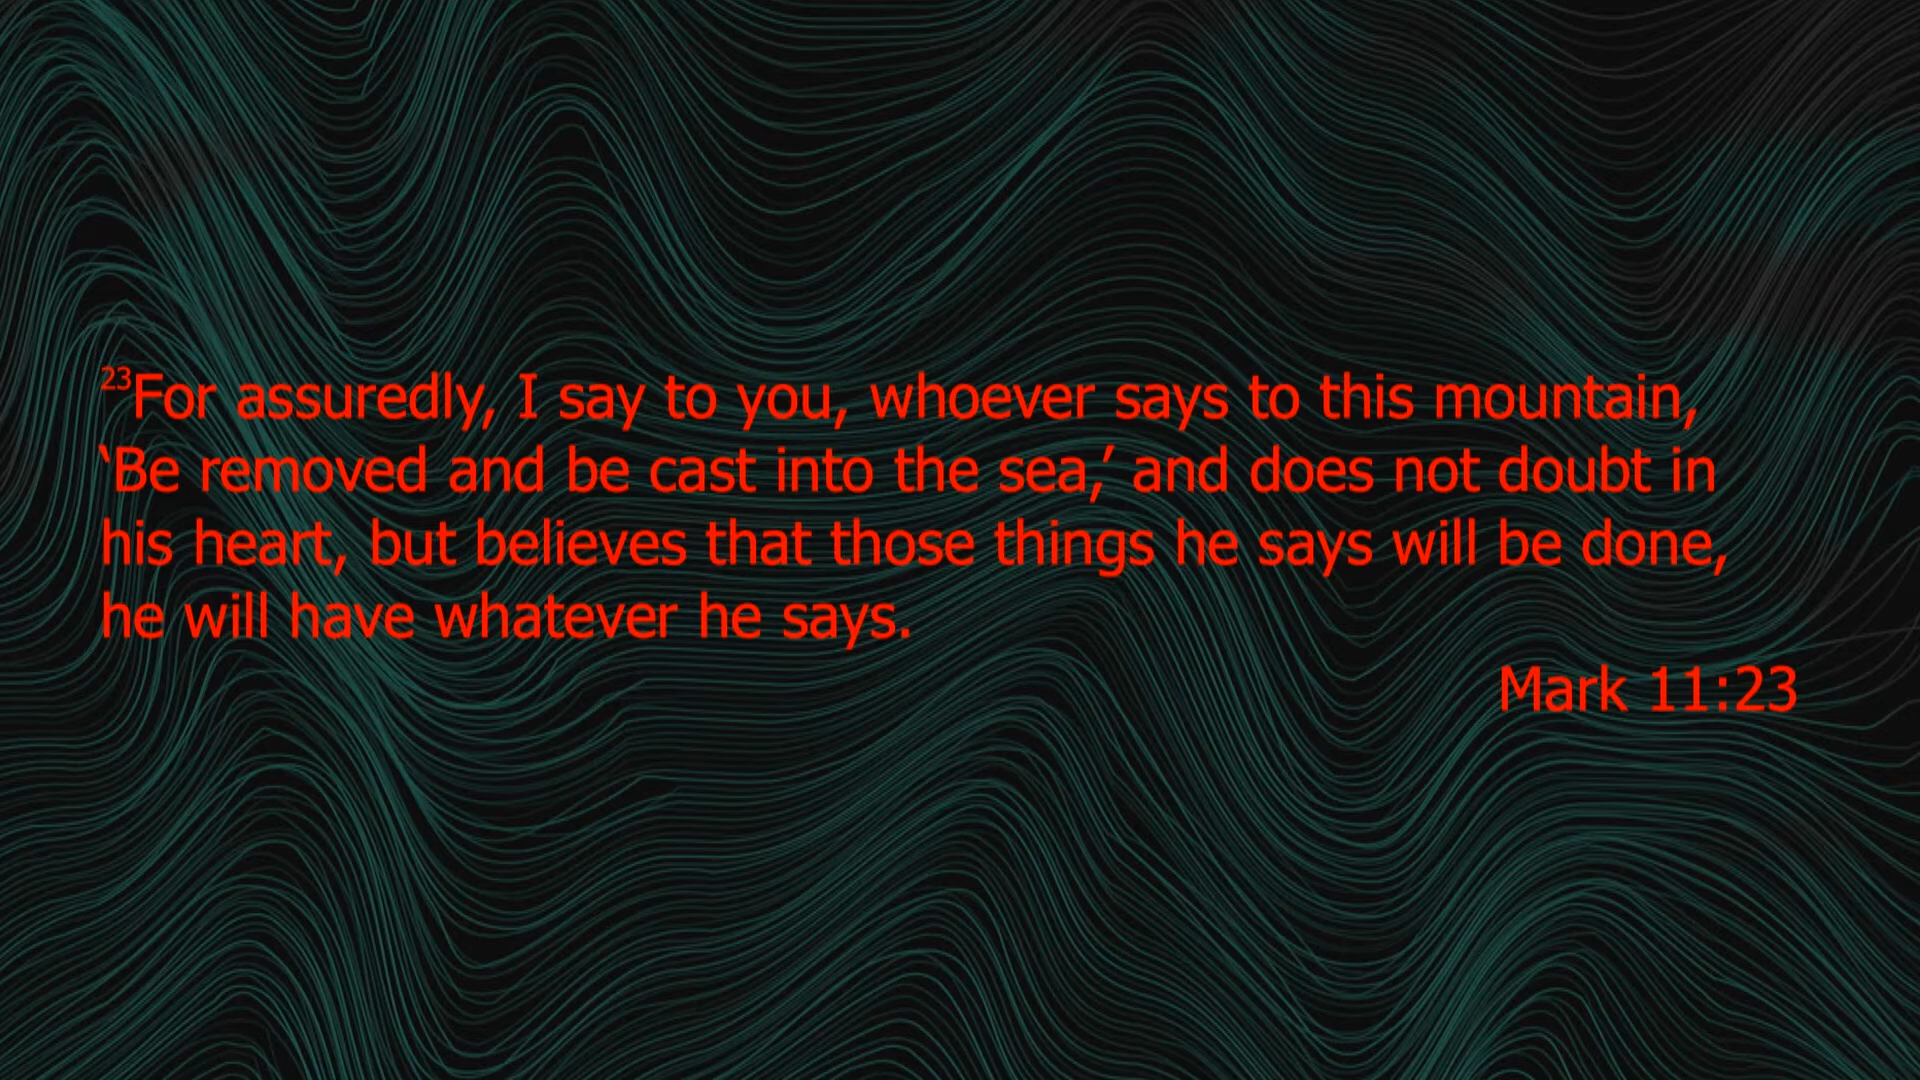 23For assuredly, I say to you, whoever says to this mountain,
‘Be removed and be cast into the sea,’ and does not doubt in
his heart, but believes that those things he says will be done,
he will have whatever he says.
Mark 11:23